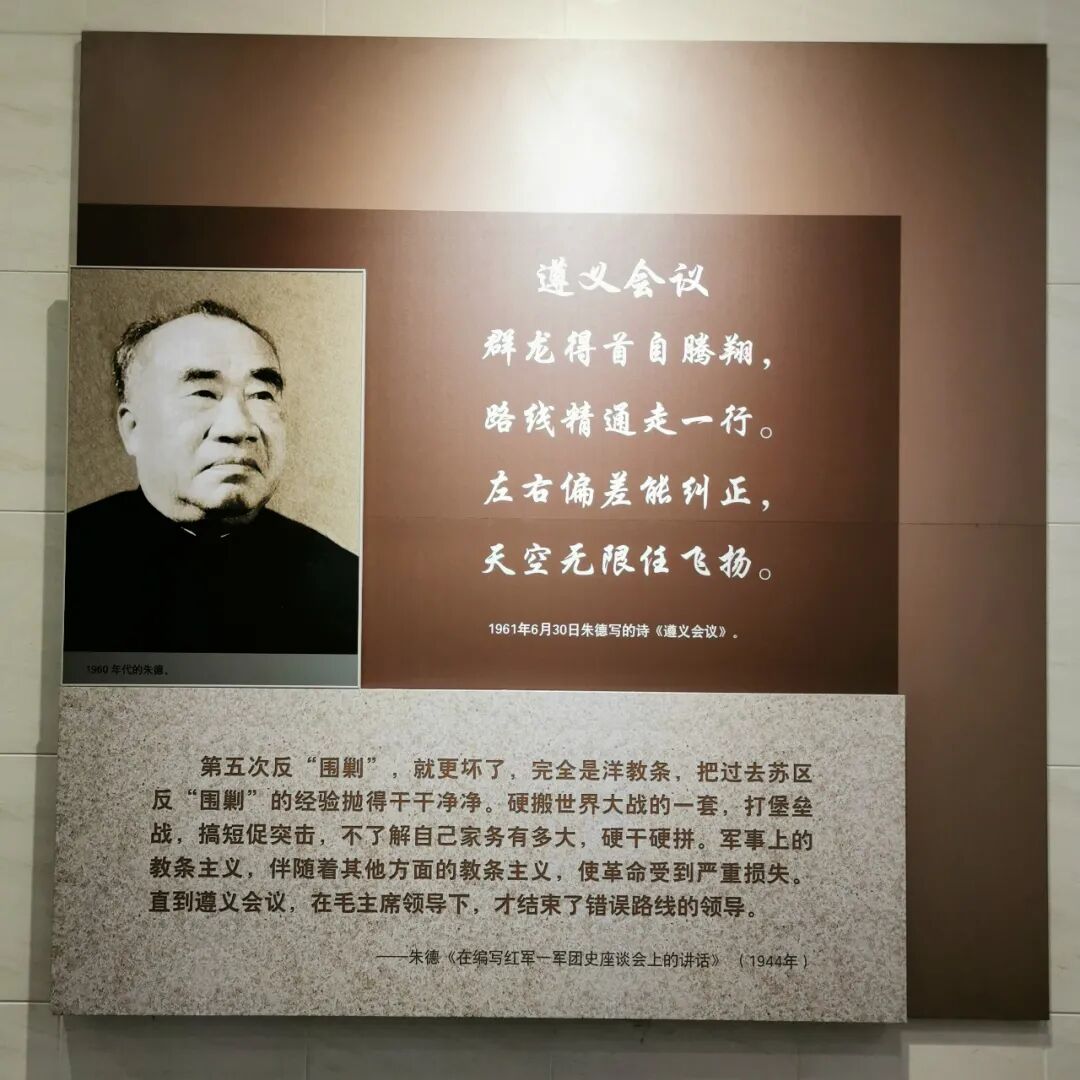 遵义会议
群龙得首自腾翔，
路线精通走一行。
左右偏差能纠正，
天空无限任飞扬。
1961年6月30日朱德写的诗《遵义会议》。
1960 年代的朱德。
第五次反“围剿”，就更坏了，完全是洋教条，把过去苏区
反“围剿”的经验抛得干干净净。硬搬世界大战的一套，打堡垒
战，搞短促突击，不了解自己家务有多大，硬干硬拼。军事上的
教条主义，伴随着其他方面的教条主义，使革命受到严重损失。
直到遵义会议，在毛主席领导下，才结束了错误路线的领导。
——朱德《在编写红军一军团史座谈会上的讲话》（1944年）